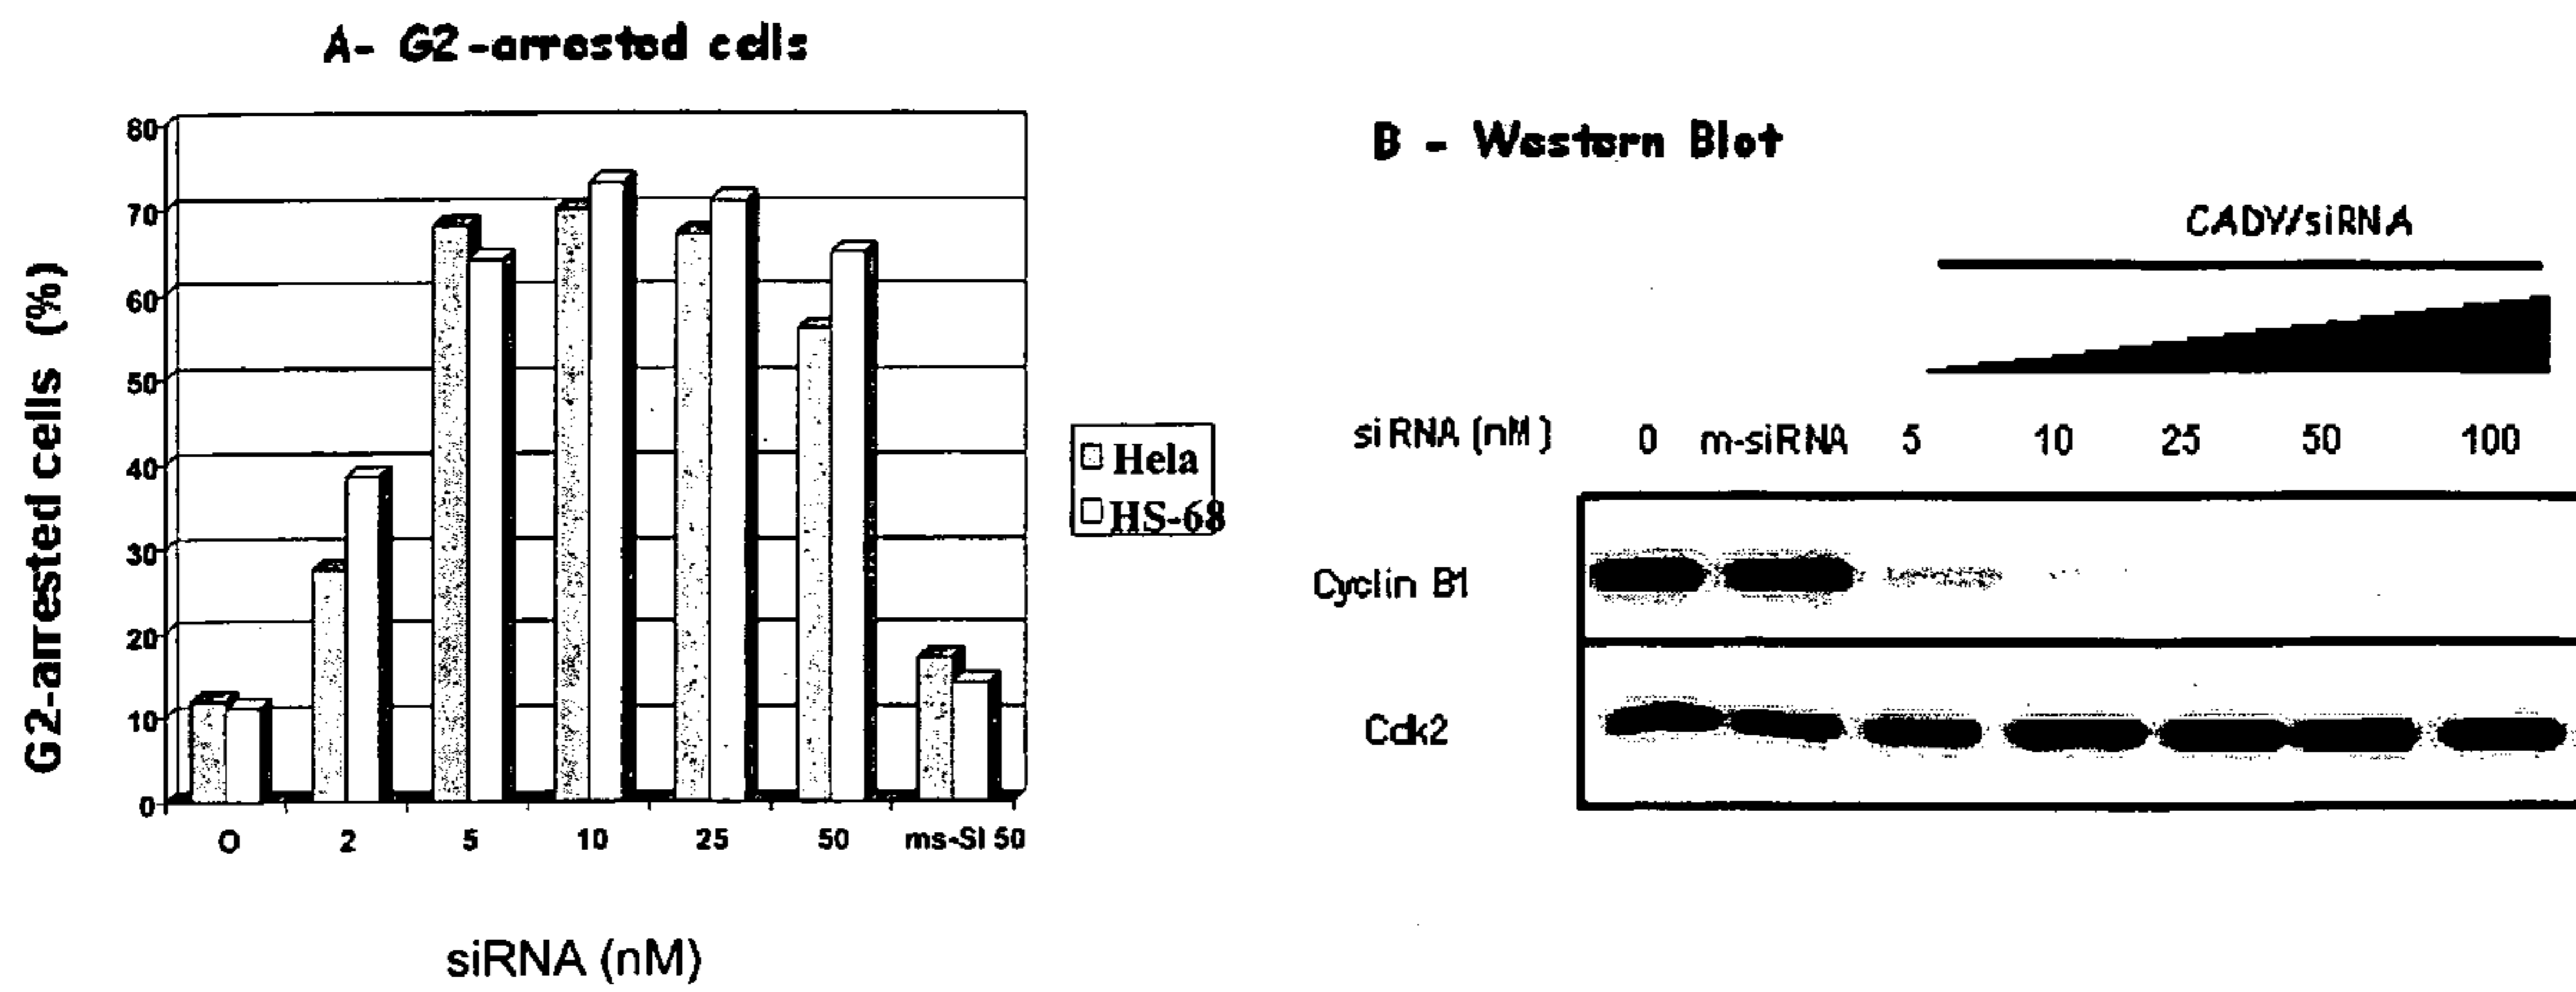 A- G2-arrested cells
G2-arrested cells (%)
80
70
60
50
40
30
20
10
0
O 2 5 10 25 50 ms-SI 50
siRNA (nM)
Hela
HS-68
B - Western Blot
CADY/siRNA
siRNA (nM) 0 m-siRNA 5 10 25 50 100
Cyclin B1
Cdk2